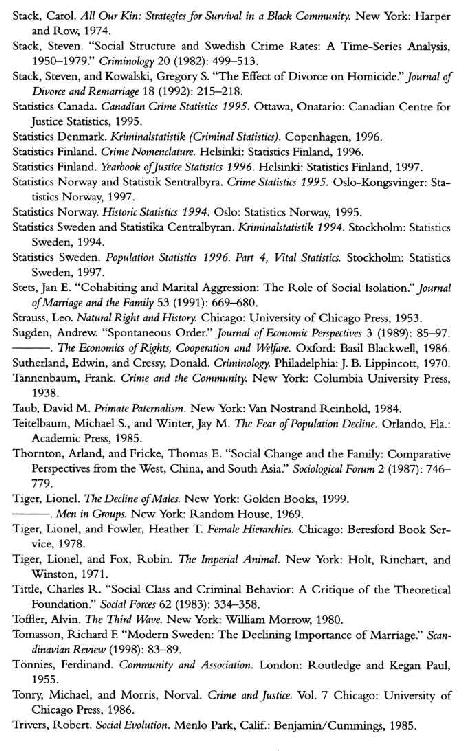 Stack, Carol. All Our Kin: Strategies for Survival in a Black Community. New York: Harper
and Row, 1974.
Stack, Steven. “Social Structure and Swedish Crime Rates: A Time-Series Analysis,
1950–1979.” Criminology 20 (1982): 499–513.
Stack, Steven, and Kowalski, Gregory S. “The Effect of Divorce on Homicide.” Journal of
Divorce and Remarriage 18 (1992): 215–218.
Statistics Canada. Canadian Crime Statistics 1995. Ottawa, Onatario: Canadian Centre for
Justice Statistics, 1995.
Statistics Denmark. Kriminalstatistik (Criminal Statistics). Copenhagen, 1996.
Statistics Finland. Crime Nomenclature. Helsinki: Statistics Finland, 1996.
Statistics Finland. Yearbook of Justice Statistics 1996. Helsinki: Statistics Finland, 1997.
Statistics Norway and Statistik Sentralbyra. Crime Statistics 1995. Oslo-Kongsvinger: Sta-
tistics Norway, 1997.
Statistics Norway. Historic Statistics 1994. Oslo: Statistics Norway, 1995.
Statistics Sweden and Statistika Centralbyran. Kriminalstatistik 1994. Stockholm: Statistics
Sweden, 1994.
Statistics Sweden. Population Statistics 1996. Part 4, Vital Statistics. Stockholm: Statistics
Sweden, 1997.
Stets, Jan E. “Cohabiting and Marital Aggression: The Role of Social Isolation.” Journal
of Marriage and the Family 53 (1991): 669–680.
Strauss, Leo. Natural Right and History. Chicago: University of Chicago Press, 1953.
Sugden, Andrew. “Spontaneous Order.” Journal of Economic Perspectives 3 (1989): 85–97.
———. The Economics of Rights, Cooperation and Welfare. Oxford: Basil Blackwell, 1986.
Sutherland, Edwin, and Cressy, Donald. Criminology. Philadelphia: J. B. Lippincott, 1970.
Tannenbaum, Frank. Crime and the Community. New York: Columbia University Press,
1938.
Taub, David M. Primate Paternalism. New York: Van Nostrand Reinhold, 1984.
Teitelbaum, Michael S., and Winter, Jay M. The Fear of Population Decline. Orlando, Fla.:
Academic Press, 1985.
Thornton, Arland, and Fricke, Thomas E. “Social Change and the Family: Comparative
Perspectives from the West, China, and South Asia.” Sociological Forum 2 (1987): 746–
779.
Tiger, Lionel. The Decline of Males. New York: Golden Books, 1999.
———. Men in Groups. New York: Random House, 1969.
Tiger, Lionel, and Fowler, Heather T. Female Hierarchies. Chicago: Beresford Book Ser-
vice, 1978.
Tiger, Lionel, and Fox, Robin. The Imperial Animal. New York: Holt, Rinehart, and
Winston, 1971.
Tittle, Charles R. “Social Class and Criminal Behavior: A Critique of the Theoretical
Foundation.” Social Forces 62 (1983): 334–358.
Toffler, Alvin. The Third Wave. New York: William Morrow, 1980.
Tomasson, Richard F. “Modern Sweden: The Declining Importance of Marriage.” Scan-
dinavian Review (1998): 83–89.
Tönnies, Ferdinand. Community and Association. London: Routledge and Kegan Paul,
1955.
Tonry, Michael, and Morris, Norval. Crime and Justice. Vol. 7 Chicago: University of
Chicago Press, 1986.
Trivers, Robert. Social Evolution. Menlo Park, Calif.: Benjamin/Cummings, 1985.